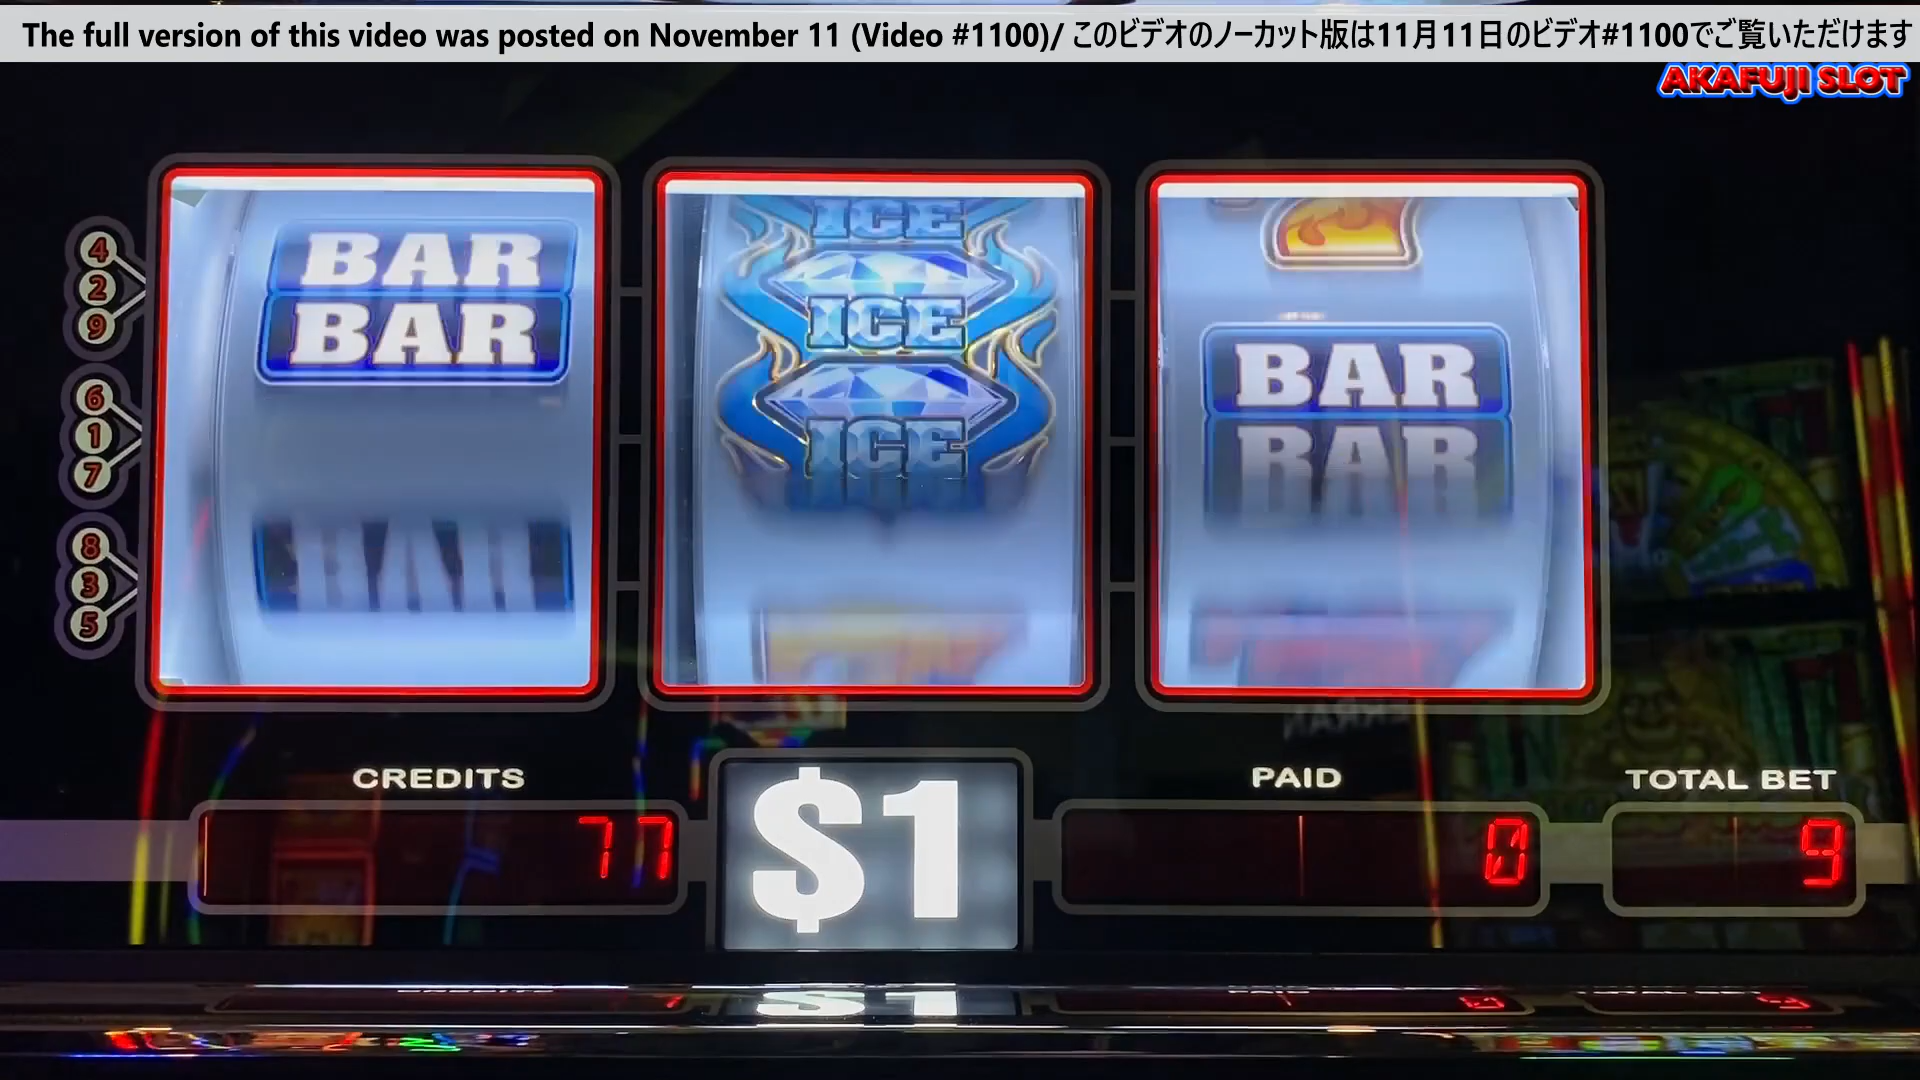 The full version of this video was posted on November 11 (Video #1100)/ このビデオのノーカット版は11月11日のビデオ#1100でご覧いただけます
AKAFUJI SLOT
4
2
9
6
1
7
8
3
5
BAR
BAR
ICE
ICE
ICE
BAR
BAR
BAR
CREDITS
77
$1
PAID
0
TOTAL BET
9